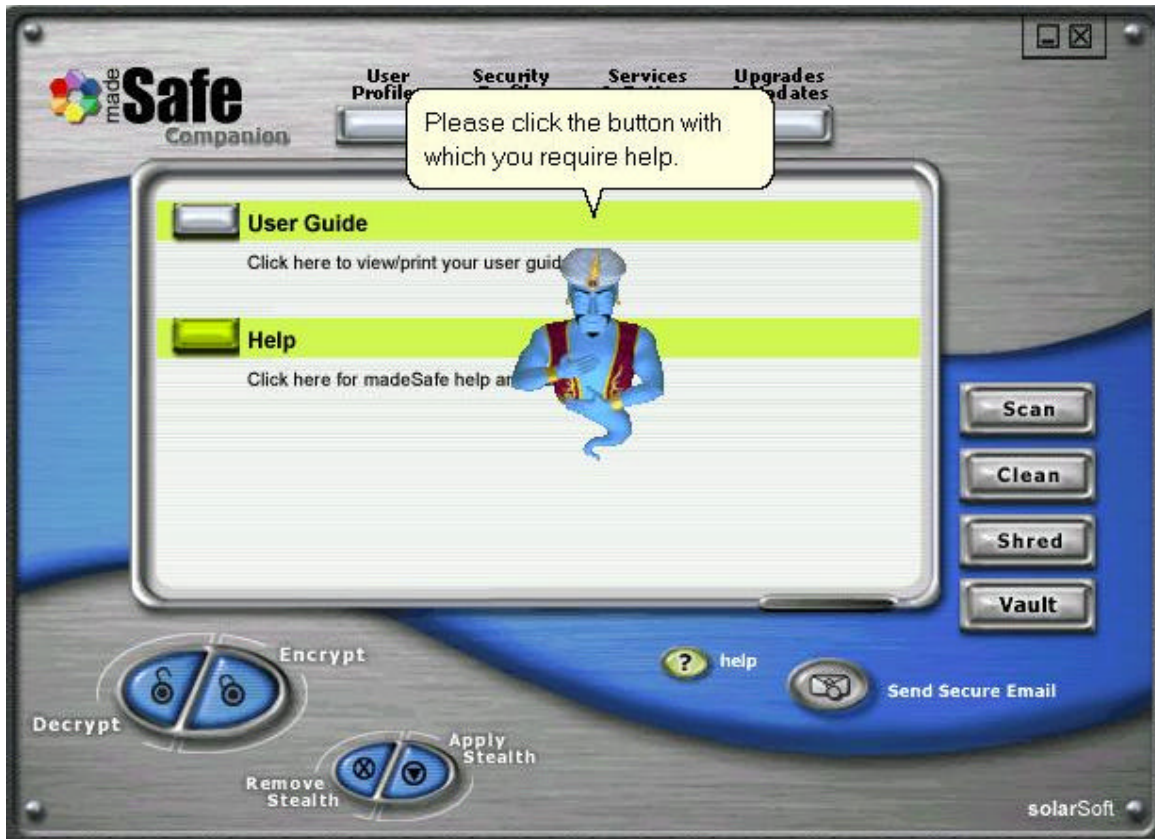 made Safe
Companion
User
Profiles
Security
Services
Upgrades
Updates
Please click the button with
which you require help.
User Guide
Click here to view/print your user guid
Help
Click here for madeSafe help an
Scan
Clean
Shred
Vault
Encrypt
Decrypt
help
Send Secure Email
Apply
Stealth
Remove
Stealth
solarSoft